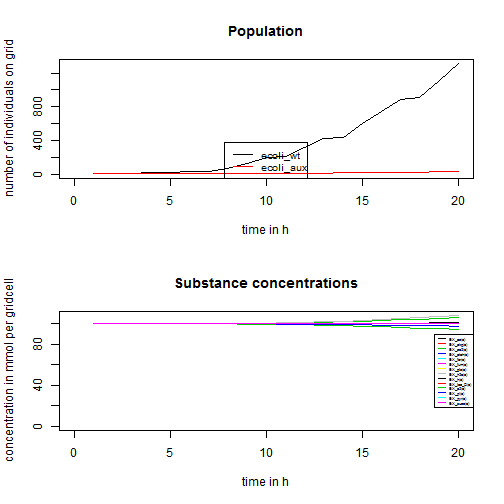 Population
number of individuals on grid
800
400
0
ecoli_wt
ecoli_aux
0 5 10 15 20
time in h
Substance concentrations
concentration in mmol per gridcell
80
40
0
0 5 10 15 20
time in h